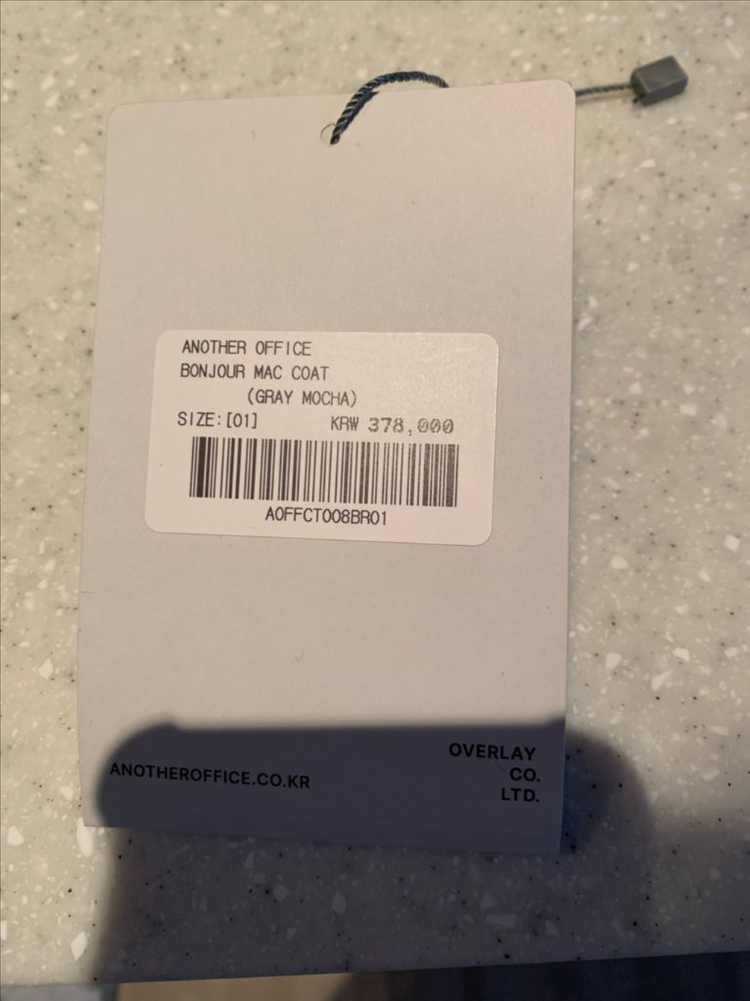 ANOTHER OFFICE
BONJOUR MAC COAT
(GRAY MOCHA)
SIZE:[01] KRW 378,000
AOFFCT008BR01
ANOTHEROFFICE.CO.KR
OVERLAY
CO.
LTD.